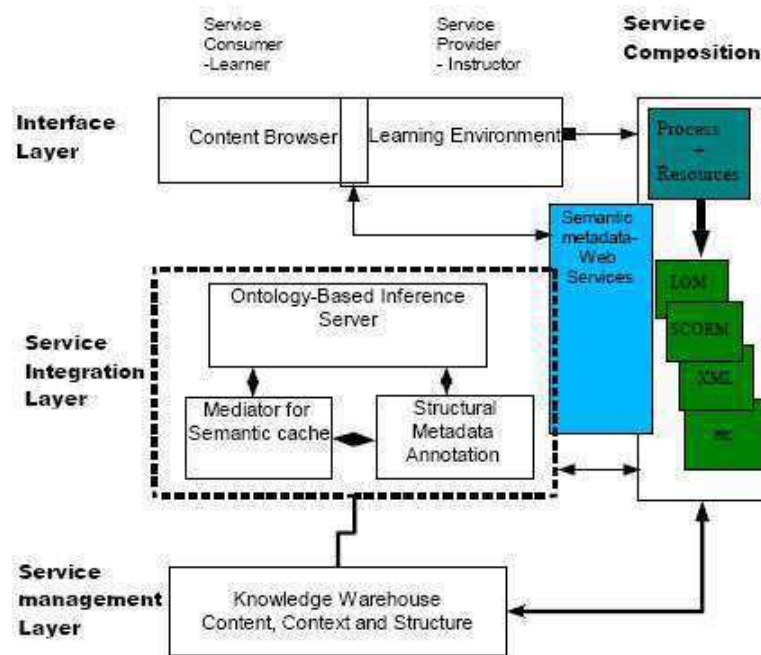 Service
Consumer
-Learner
Service
Provider
- Instructor
Service
Composition
Interface
Layer
Content Browser
Learning Environment
Process
+
Resources
Semantic
metadata-
Web
Services
LOM
SCORM
XML
Ontology-Based Inference
Server
Service
Integration
Layer
Mediator for
Semantic cache
Structural
Metadata
Annotation
Service
management
Layer
Knowledge Warehouse
Content, Context and Structure